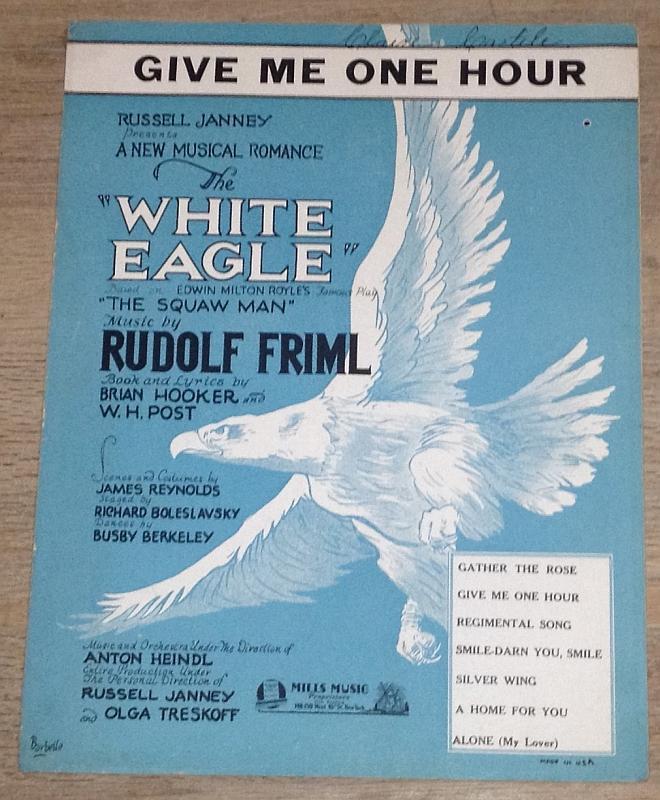 GIVE ME ONE HOUR
RUSSELL JANNEY
Presents
A NEW MUSICAL ROMANCE
The
"WHITE
EAGLE"
Based on EDWIN MILTON ROYLE'S Famous Play
"THE SQUAW MAN"
Music by
RUDOLF FRIML
Book and Lyrics by
BRIAN HOOKER and
W. H. POST
Scenes and Costumes by
JAMES REYNOLDS
Staged by
RICHARD BOLESLAVSKY
Dances by
BUSBY BERKELEY
Music and Orchestra Under The Direction of
ANTON HEINDL
Entire Production Under
The Personal Direction of
RUSSELL JANNEY
and OLGA TRESKOFF
MILLS MUSIC
Proprietors
GATHER THE ROSE
GIVE ME ONE HOUR
REGIMENTAL SONG
SMILE-DARN YOU, SMILE
SILVER WING
A HOME FOR YOU
ALONE (My Lover)
Barbelle
MADE IN U.S.A.